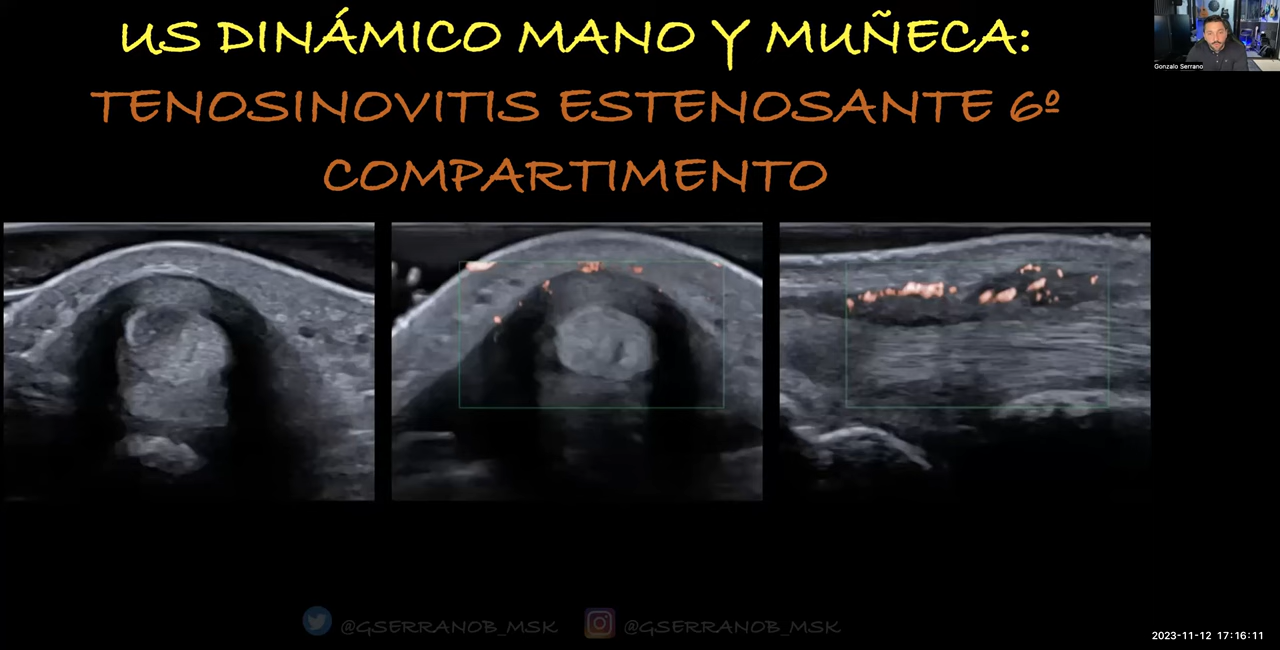 US DINÁMICO MANO Y MUÑECA:
TENOSINOVITIS ESTENOSANTE 6º
COMPARTIMENTO
Gonzalo Serrano
@GSERRANOB_MSK @GSERRANOB_MSK
2023-11-12 17:16:11